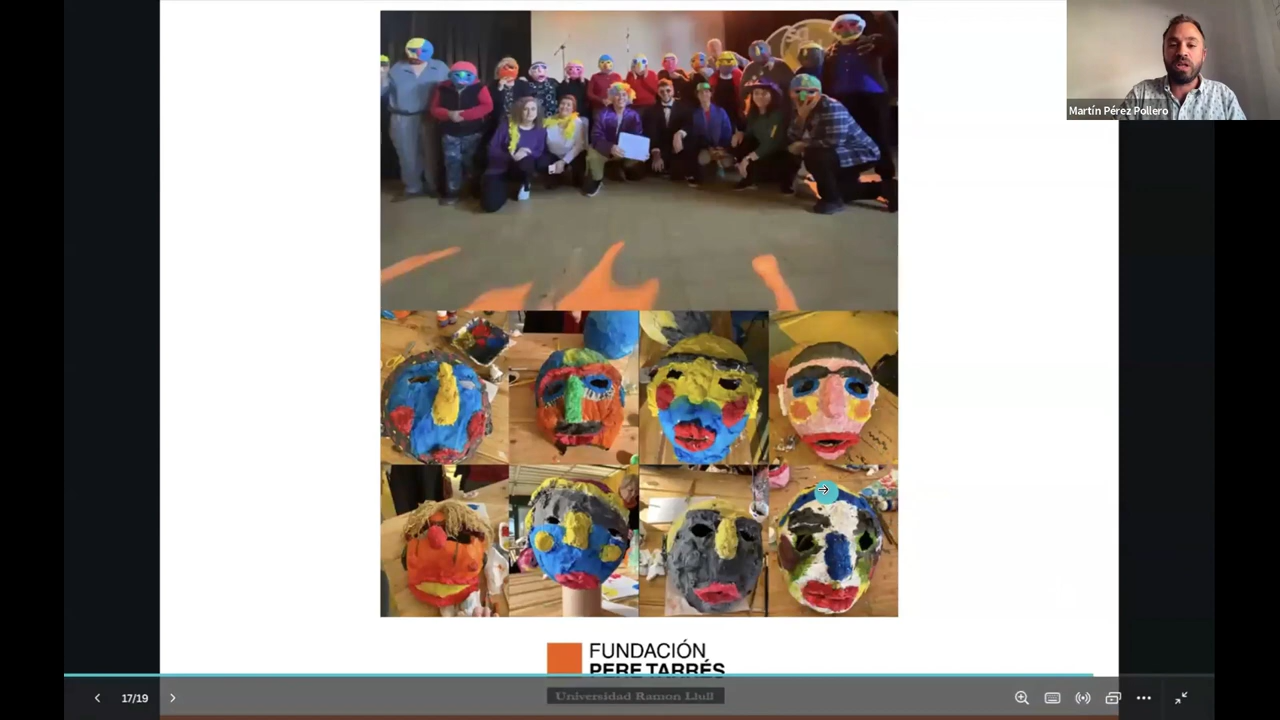 Martín Pérez Pollero
FUNDACIÓN
PERE TARRÉS
Universidad Ramon Llull
17/19